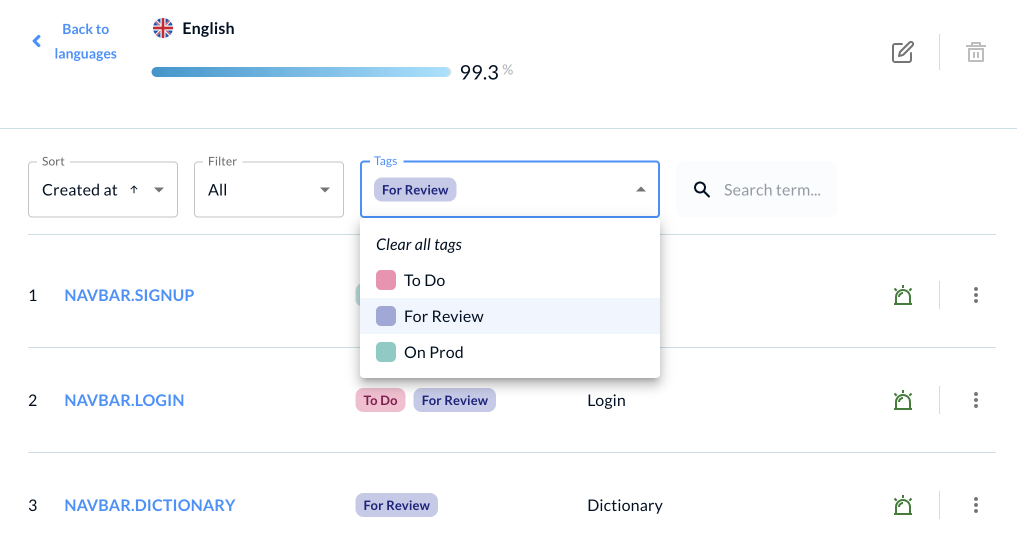 Back to
languages
English
99.3 %
Sort
Created at ↑
Filter
All
Tags
For Review
Search term...
Clear all tags
To Do
For Review
On Prod
1 NAVBAR.SIGNUP
2 NAVBAR.LOGIN To Do For Review Login
3 NAVBAR.DICTIONARY For Review Dictionary